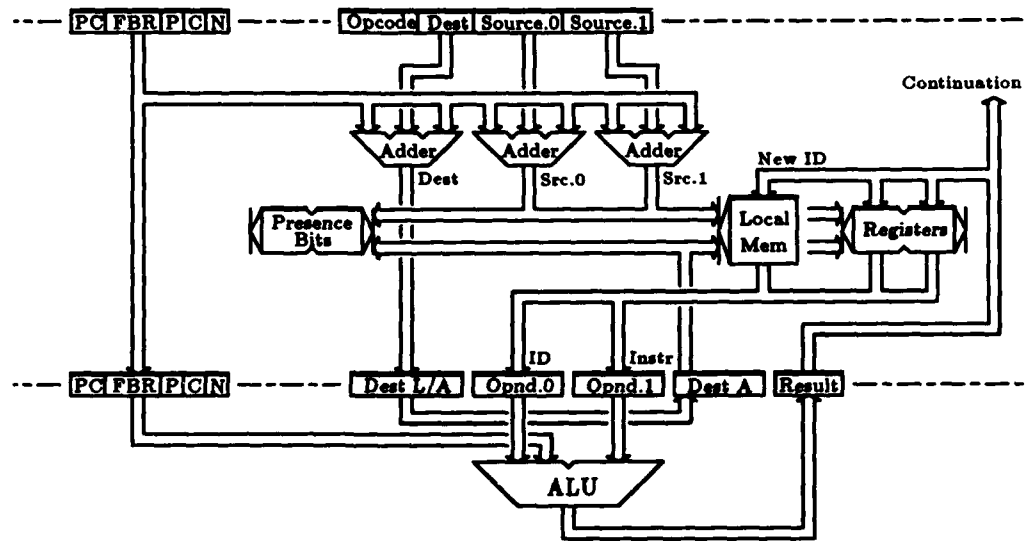 PC FBR P C N Opcode Dest Source.0 Source.1
Continuation
Adder Adder Adder
New ID
Dest Src.0 Src.1
Presence
Bits
Local
Mem
Registers
ID Instr
PC FBR P C N Dest L/A Opnd.0 Opnd.1 Dest A Result
ALU